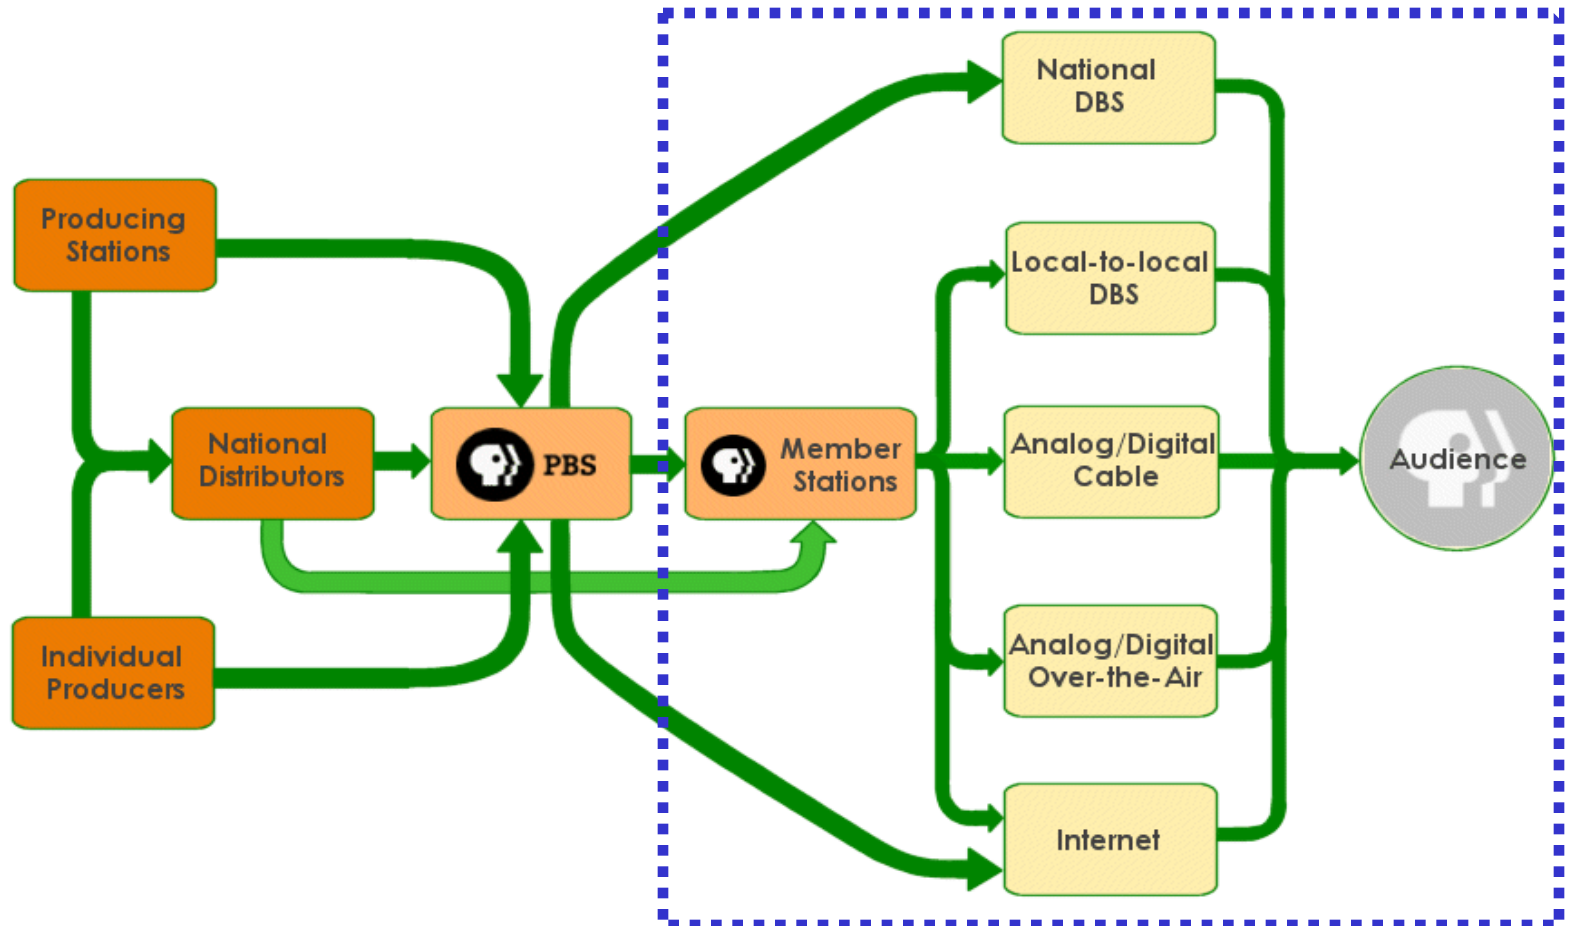 National
DBS
Producing
Stations
Local-to-local
DBS
National
Distributors
PBS
Member
Stations
Analog/Digital
Cable
Audience
Individual
Producers
Analog/Digital
Over-the-Air
Internet